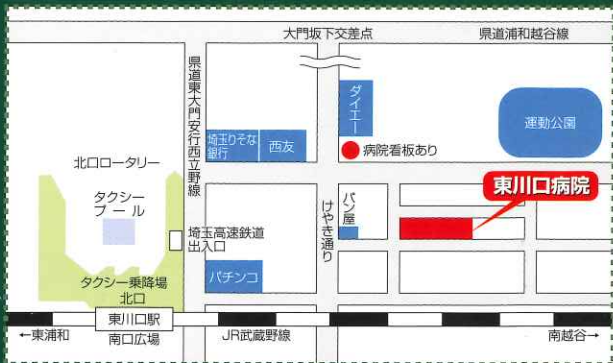 大門坂下交差点
県道浦和越谷線
県道東大門安行西立野線
ダイエー
運動公園
埼玉りそな
銀行
西友
病院看板あり
北口ロータリー
タクシー
プール
東川口病院
パン屋
けやき通り
埼玉高速鉄道
出入口
パチンコ
タクシー乗降場
北口
東川口駅
←東浦和
南口広場
JR武蔵野線
南越谷→